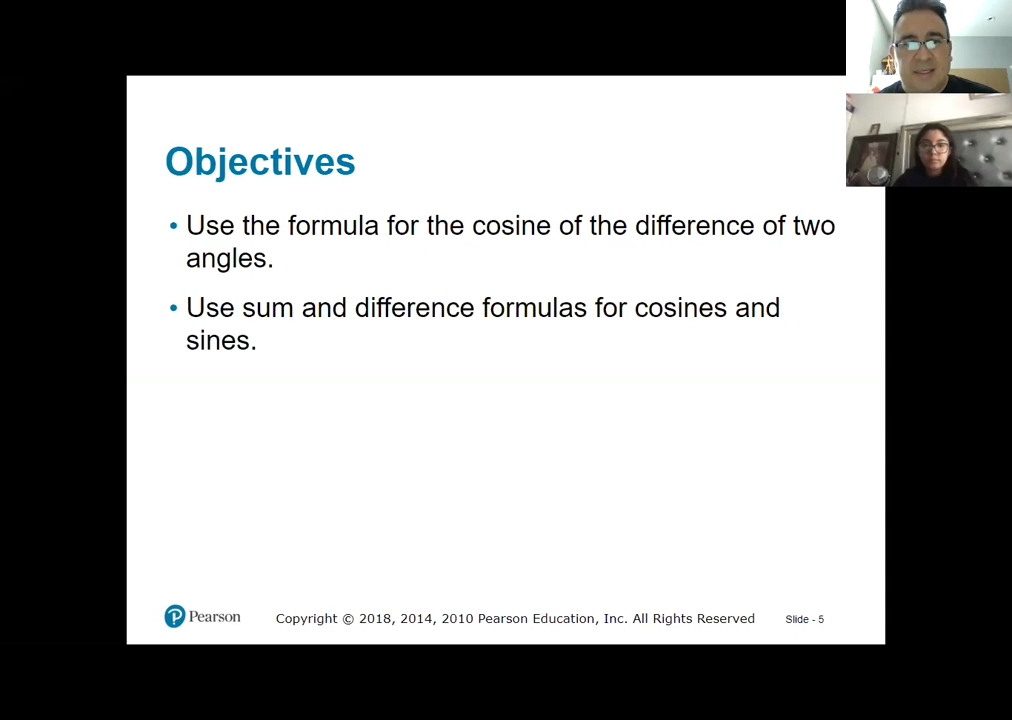 Objectives
• Use the formula for the cosine of the difference of two
angles.
• Use sum and difference formulas for cosines and
sines.
Pearson
Copyright © 2018, 2014, 2010 Pearson Education, Inc. All Rights Reserved
Slide - 5